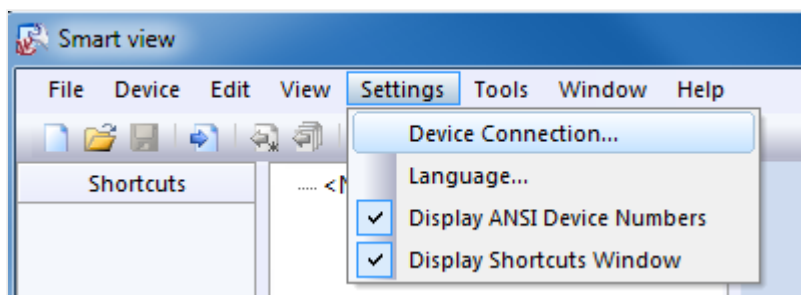 Smart view
File Device Edit View Settings Tools Window Help
Device Connection...
Shortcuts
Language...
Display ANSI Device Numbers
Display Shortcuts Window